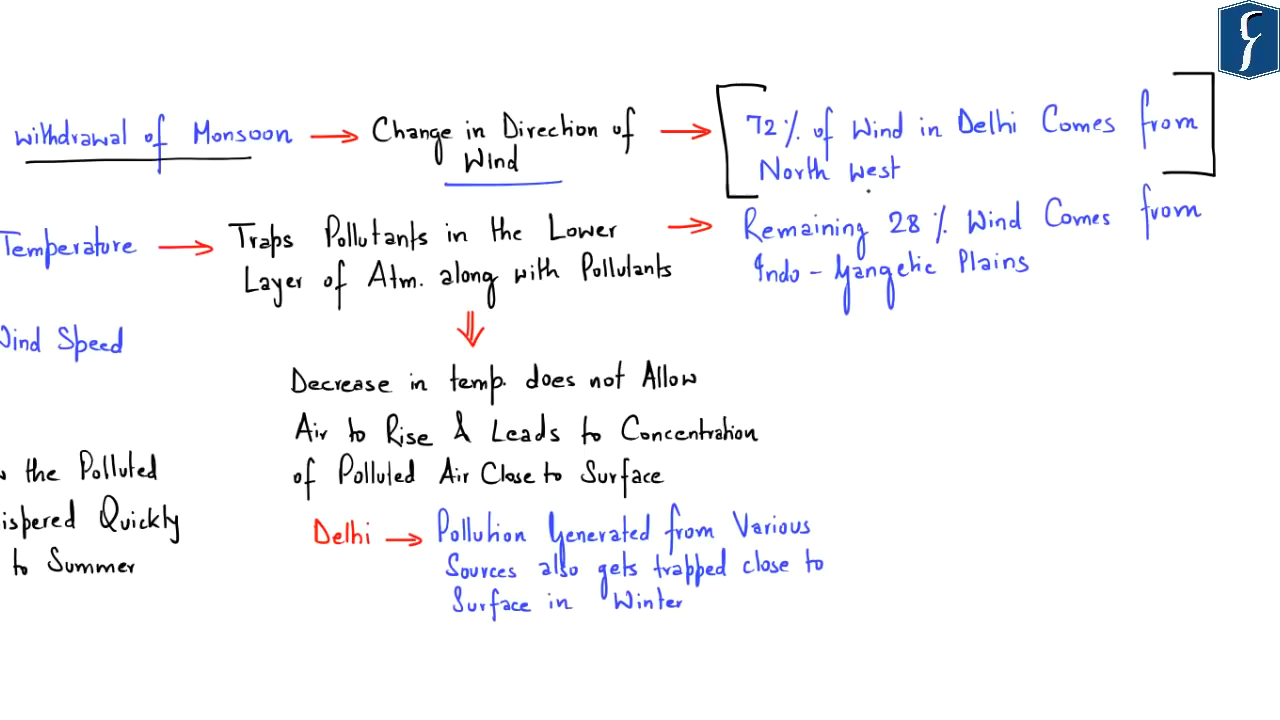 Withdrawal of Monsoon → Change in Direction of Wind → 72% of Wind in Delhi Comes from
North West
Temperature → Traps Pollutants in the Lower
Layer of Atm. along with Pollutants
→ Remaining 28% Wind Comes from
Indo-Gangetic Plains
Wind Speed
⇓
Decrease in temp. does not Allow
Air to Rise & Leads to Concentration
of Polluted Air Close to Surface
the Polluted
ispered Quickly
to Summer
Delhi → Pollution Generated from Various
Sources also gets trapped close to
Surface in Winter